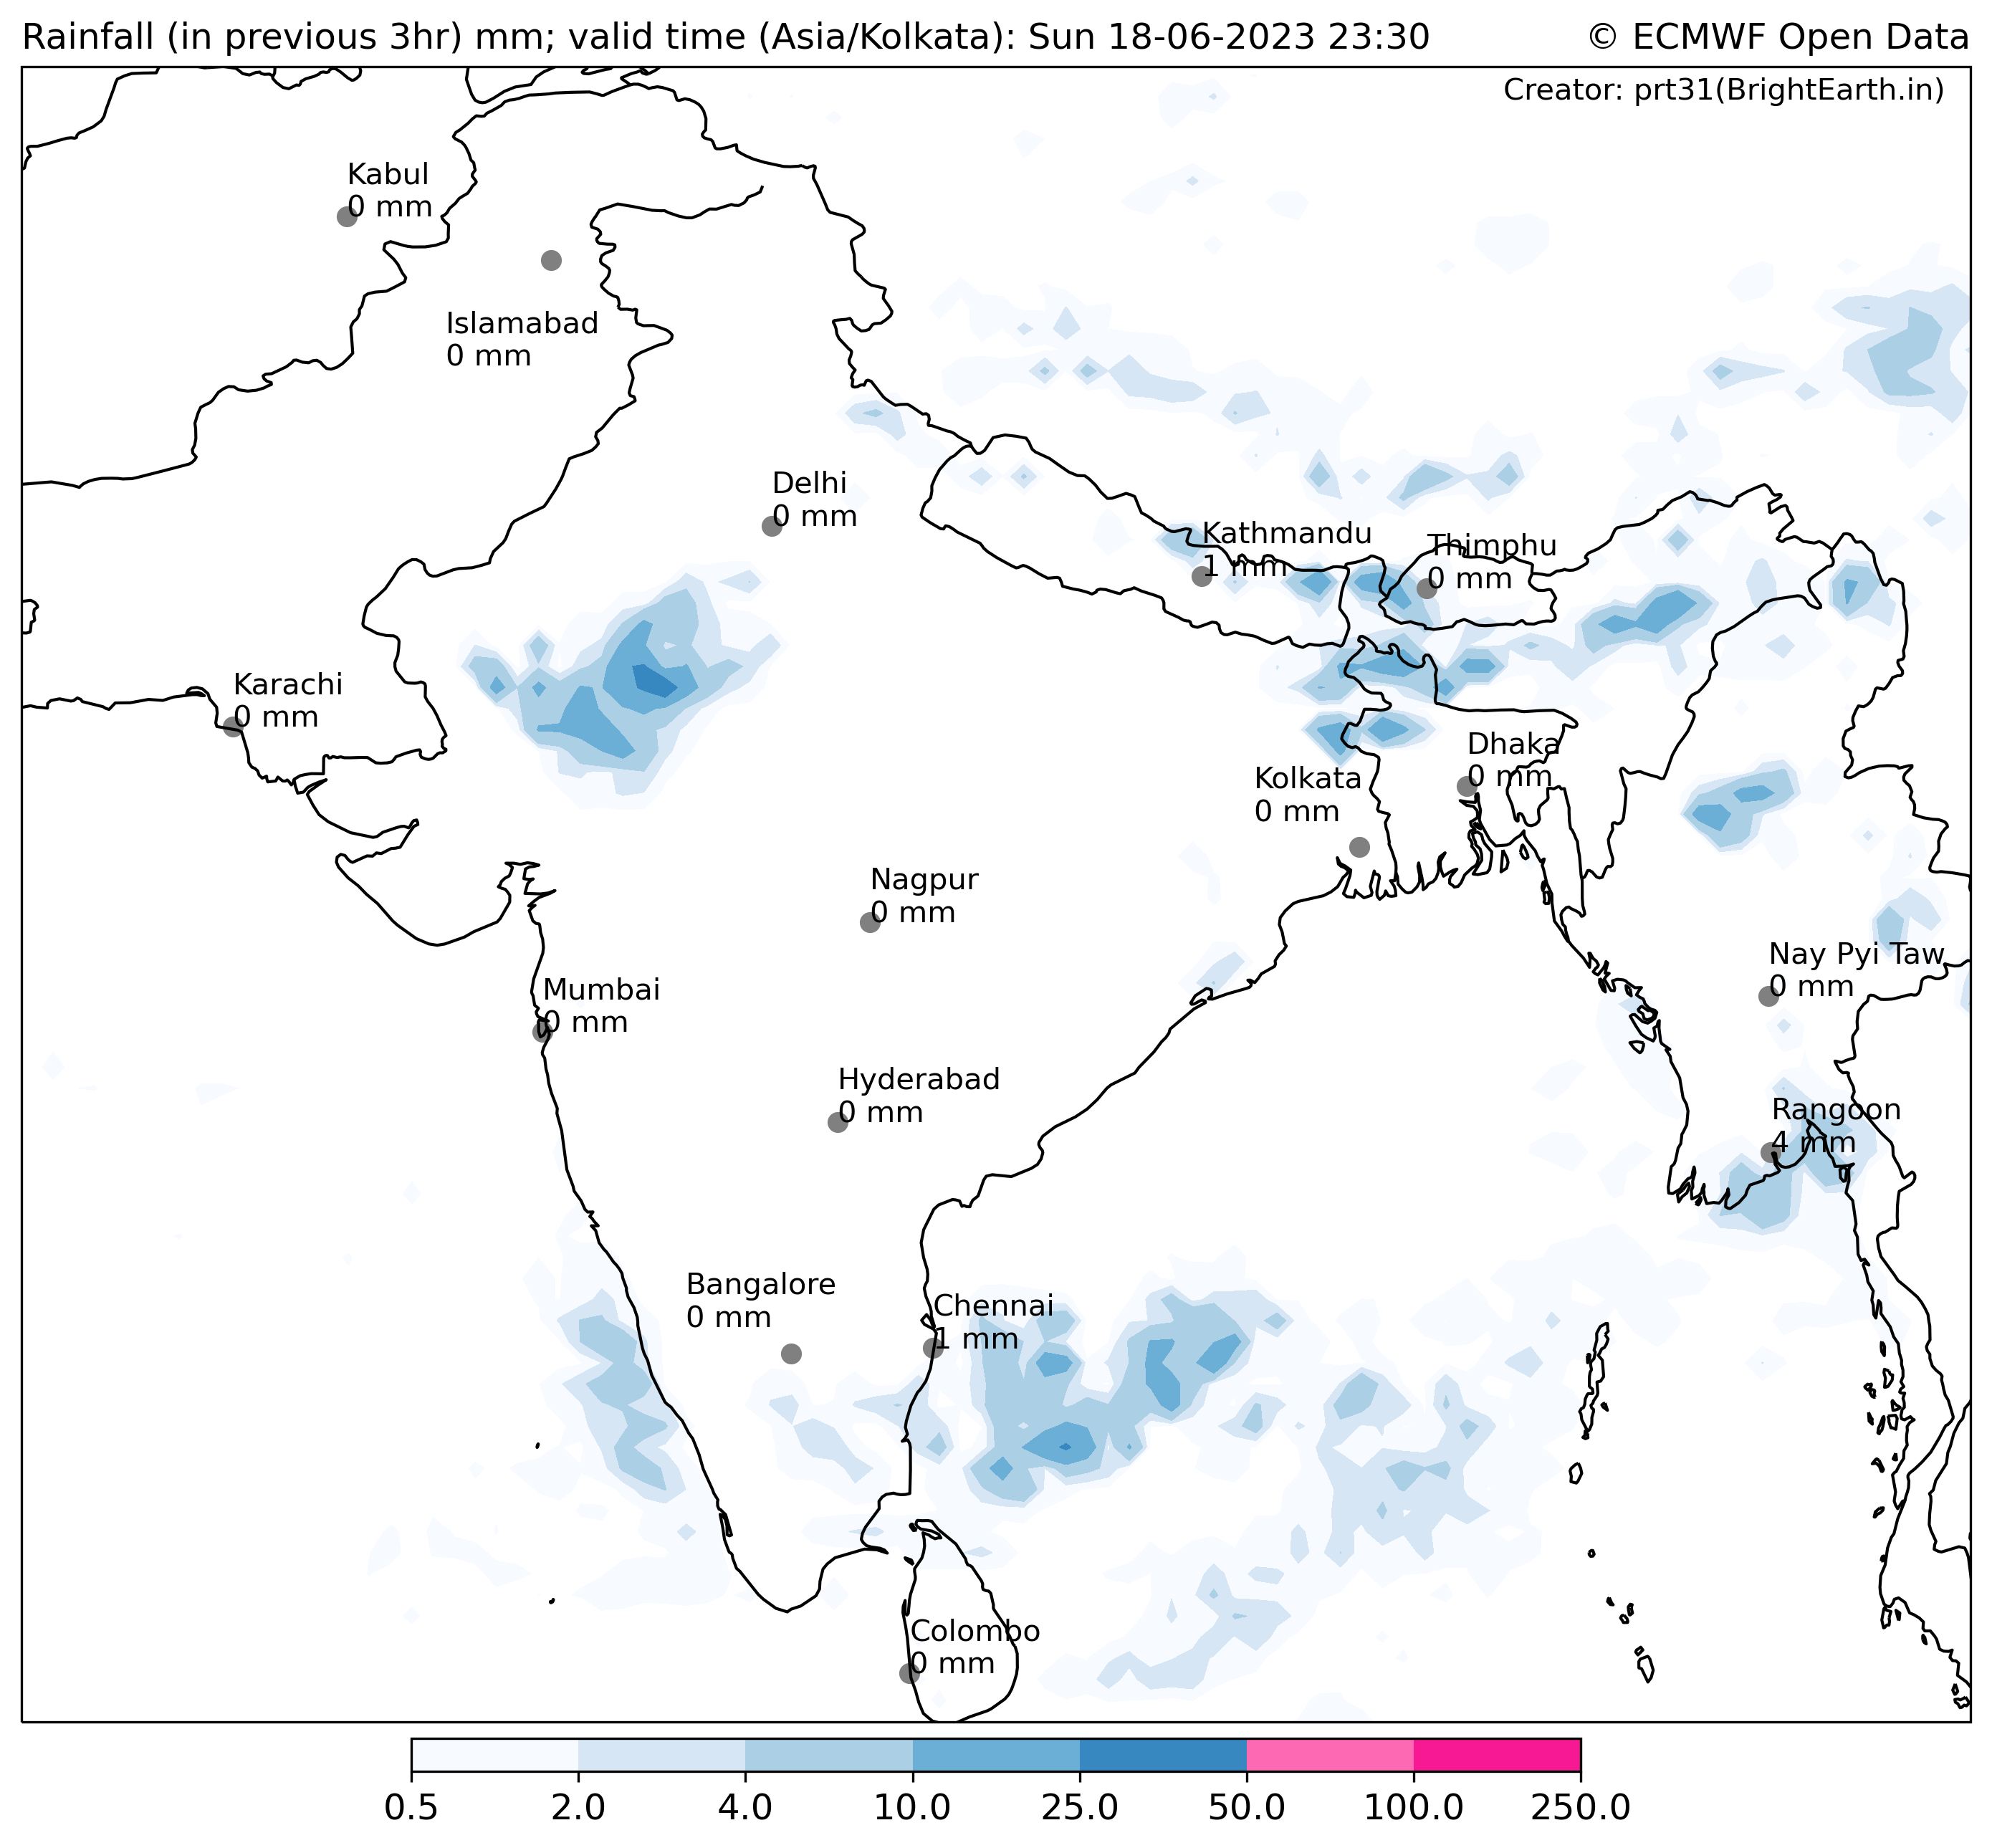 Rainfall (in previous 3hr) mm; valid time (Asia/Kolkata): Sun 18-06-2023 23:30
© ECMWF Open Data
Creator: prt31(BrightEarth.in)
Kabul
0 mm
Islamabad
0 mm
Delhi
0 mm
Kathmandu
1 mm
Thimphu
0 mm
Karachi
0 mm
Dhaka
0 mm
Kolkata
0 mm
Nagpur
0 mm
Nay Pyi Taw
0 mm
Mumbai
0 mm
Hyderabad
0 mm
Rangoon
4 mm
Bangalore
0 mm
Chennai
1 mm
Colombo
0 mm
0.5 2.0 4.0 10.0 25.0 50.0 100.0 250.0